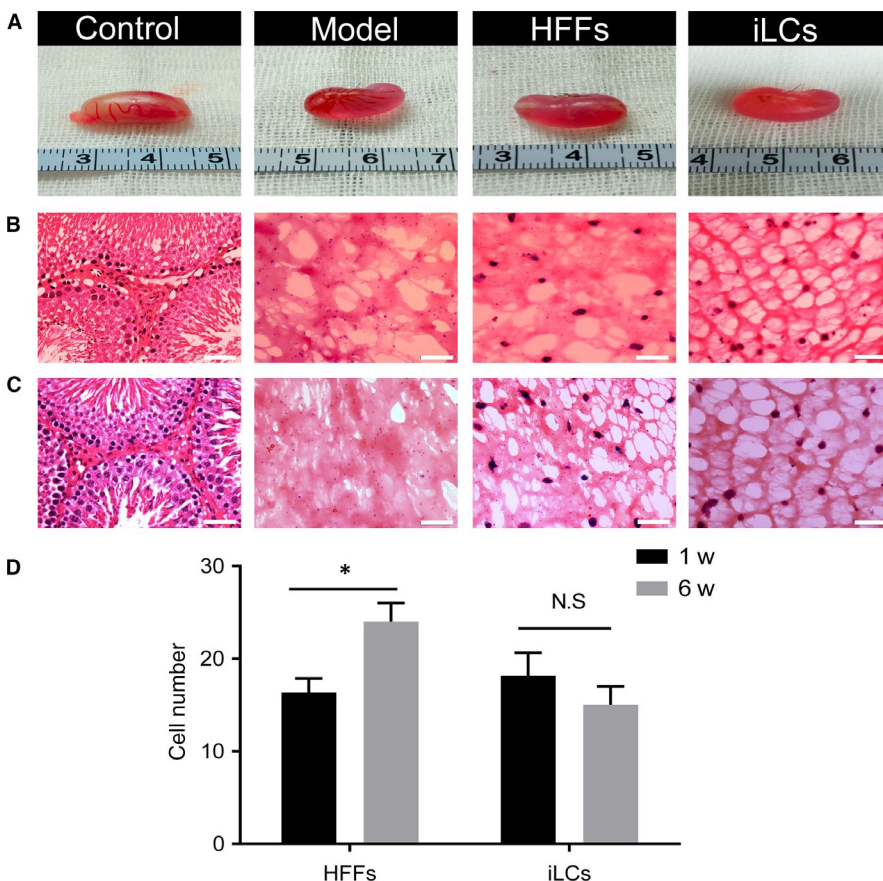 A
Control
Model
HFFs
iLCs
3 4 5
5 6 7
3 4 5
4 5 6
B
C
D
1 w
6 w
*
N.S
30
20
10
0
Cell number
HFFs
iLCs